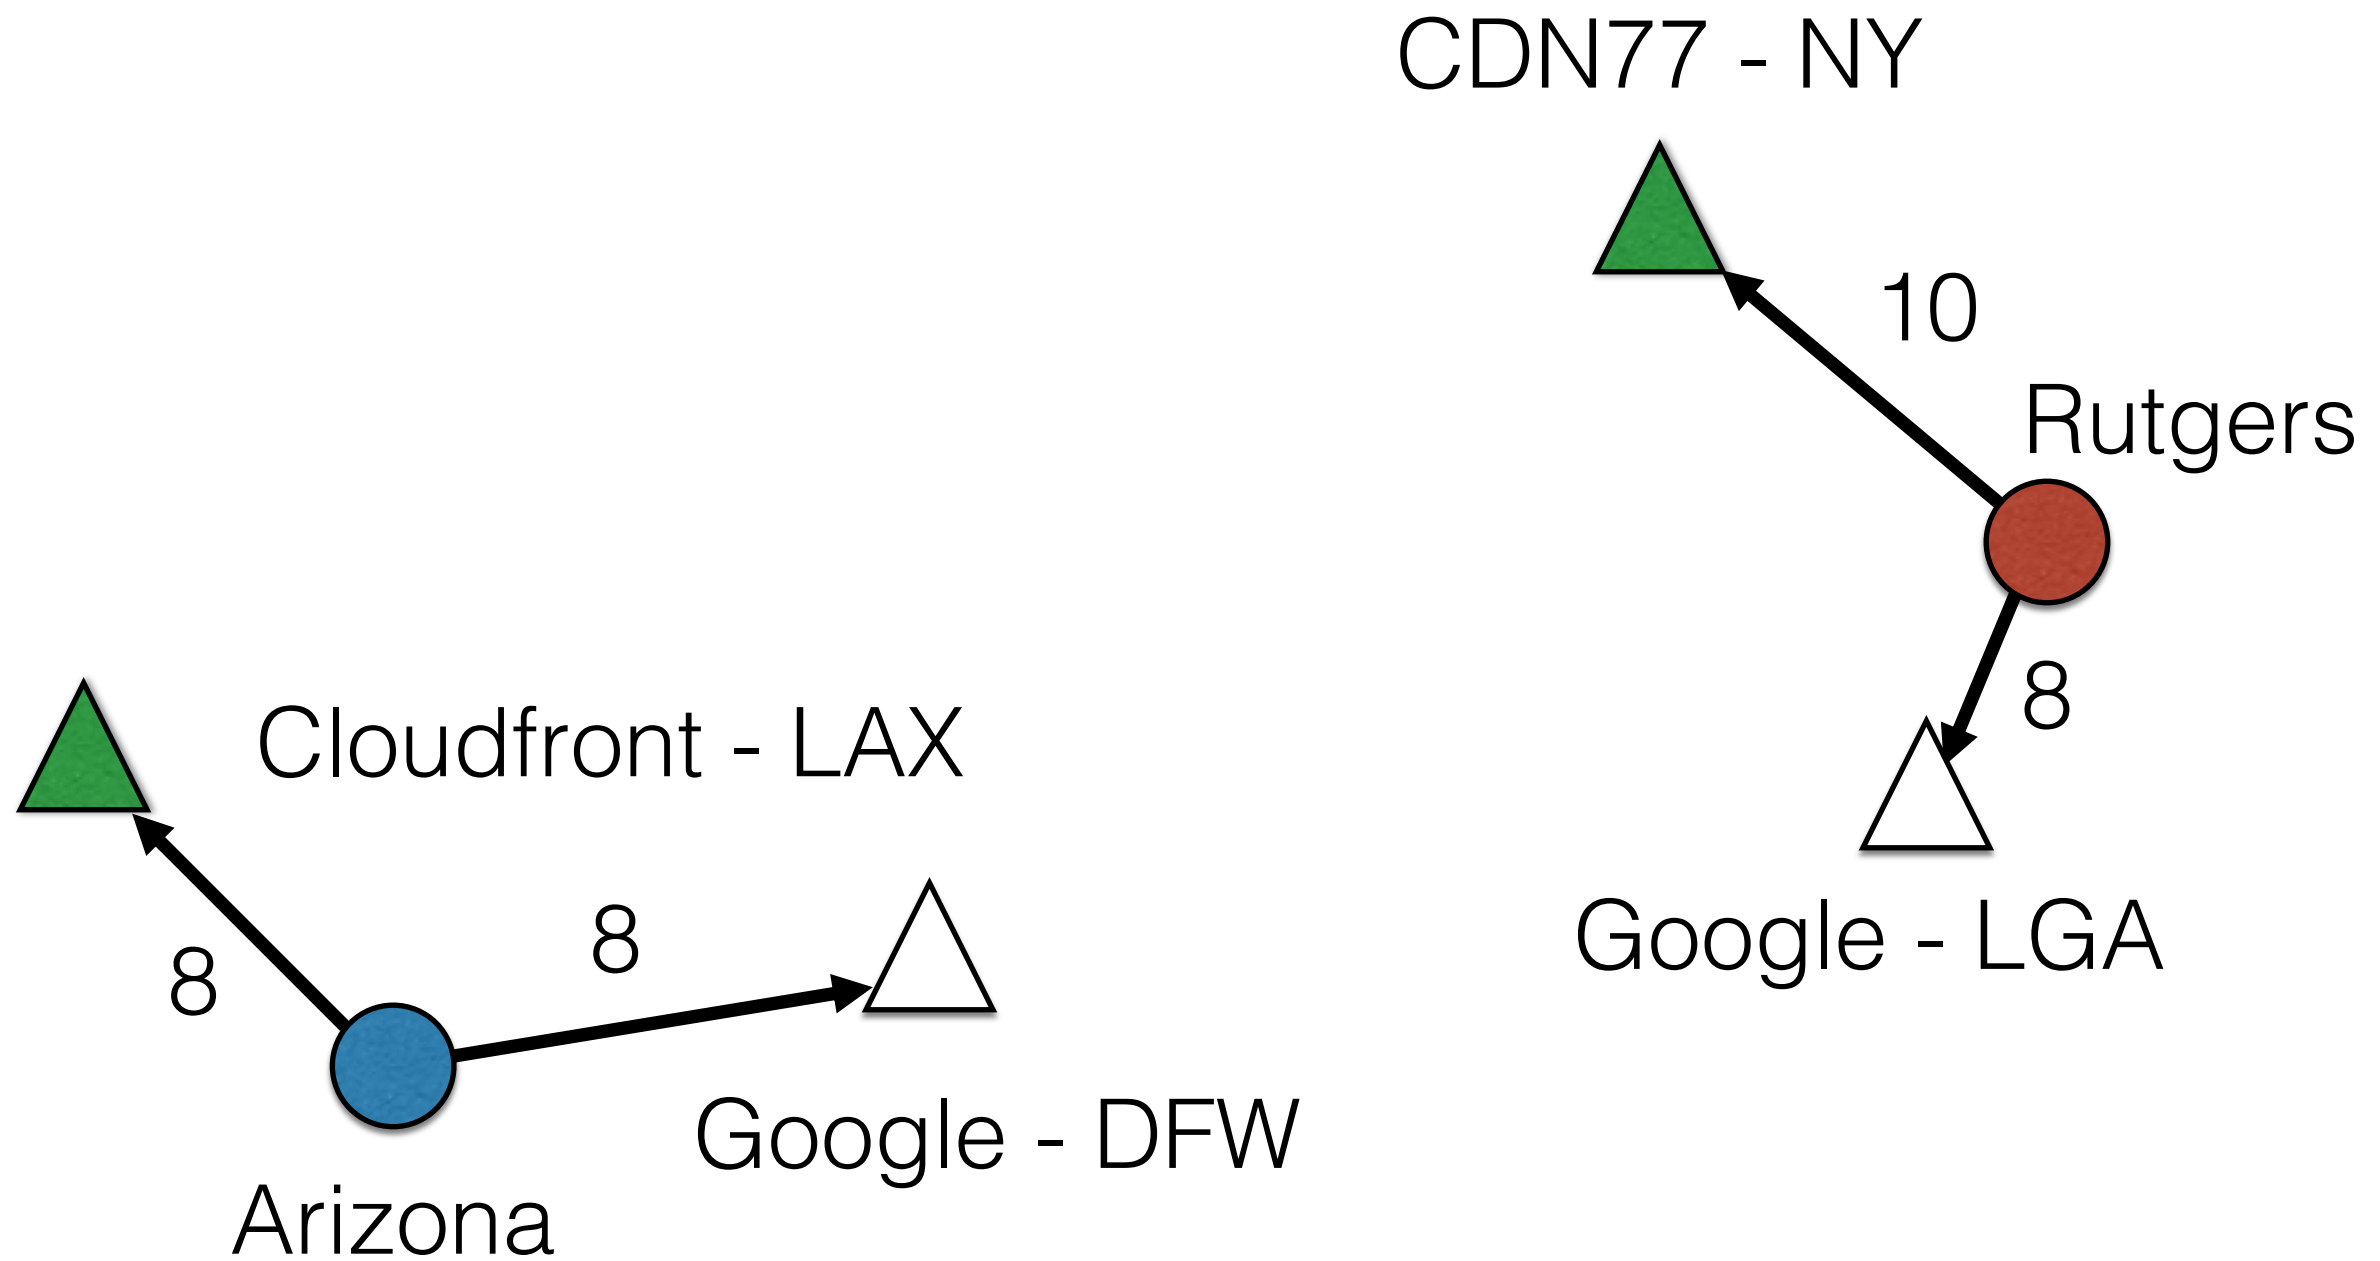 CDN77 - NY
10
Rutgers
8
Cloudfront - LAX
Google - LGA
8
8
Google - DFW
Arizona